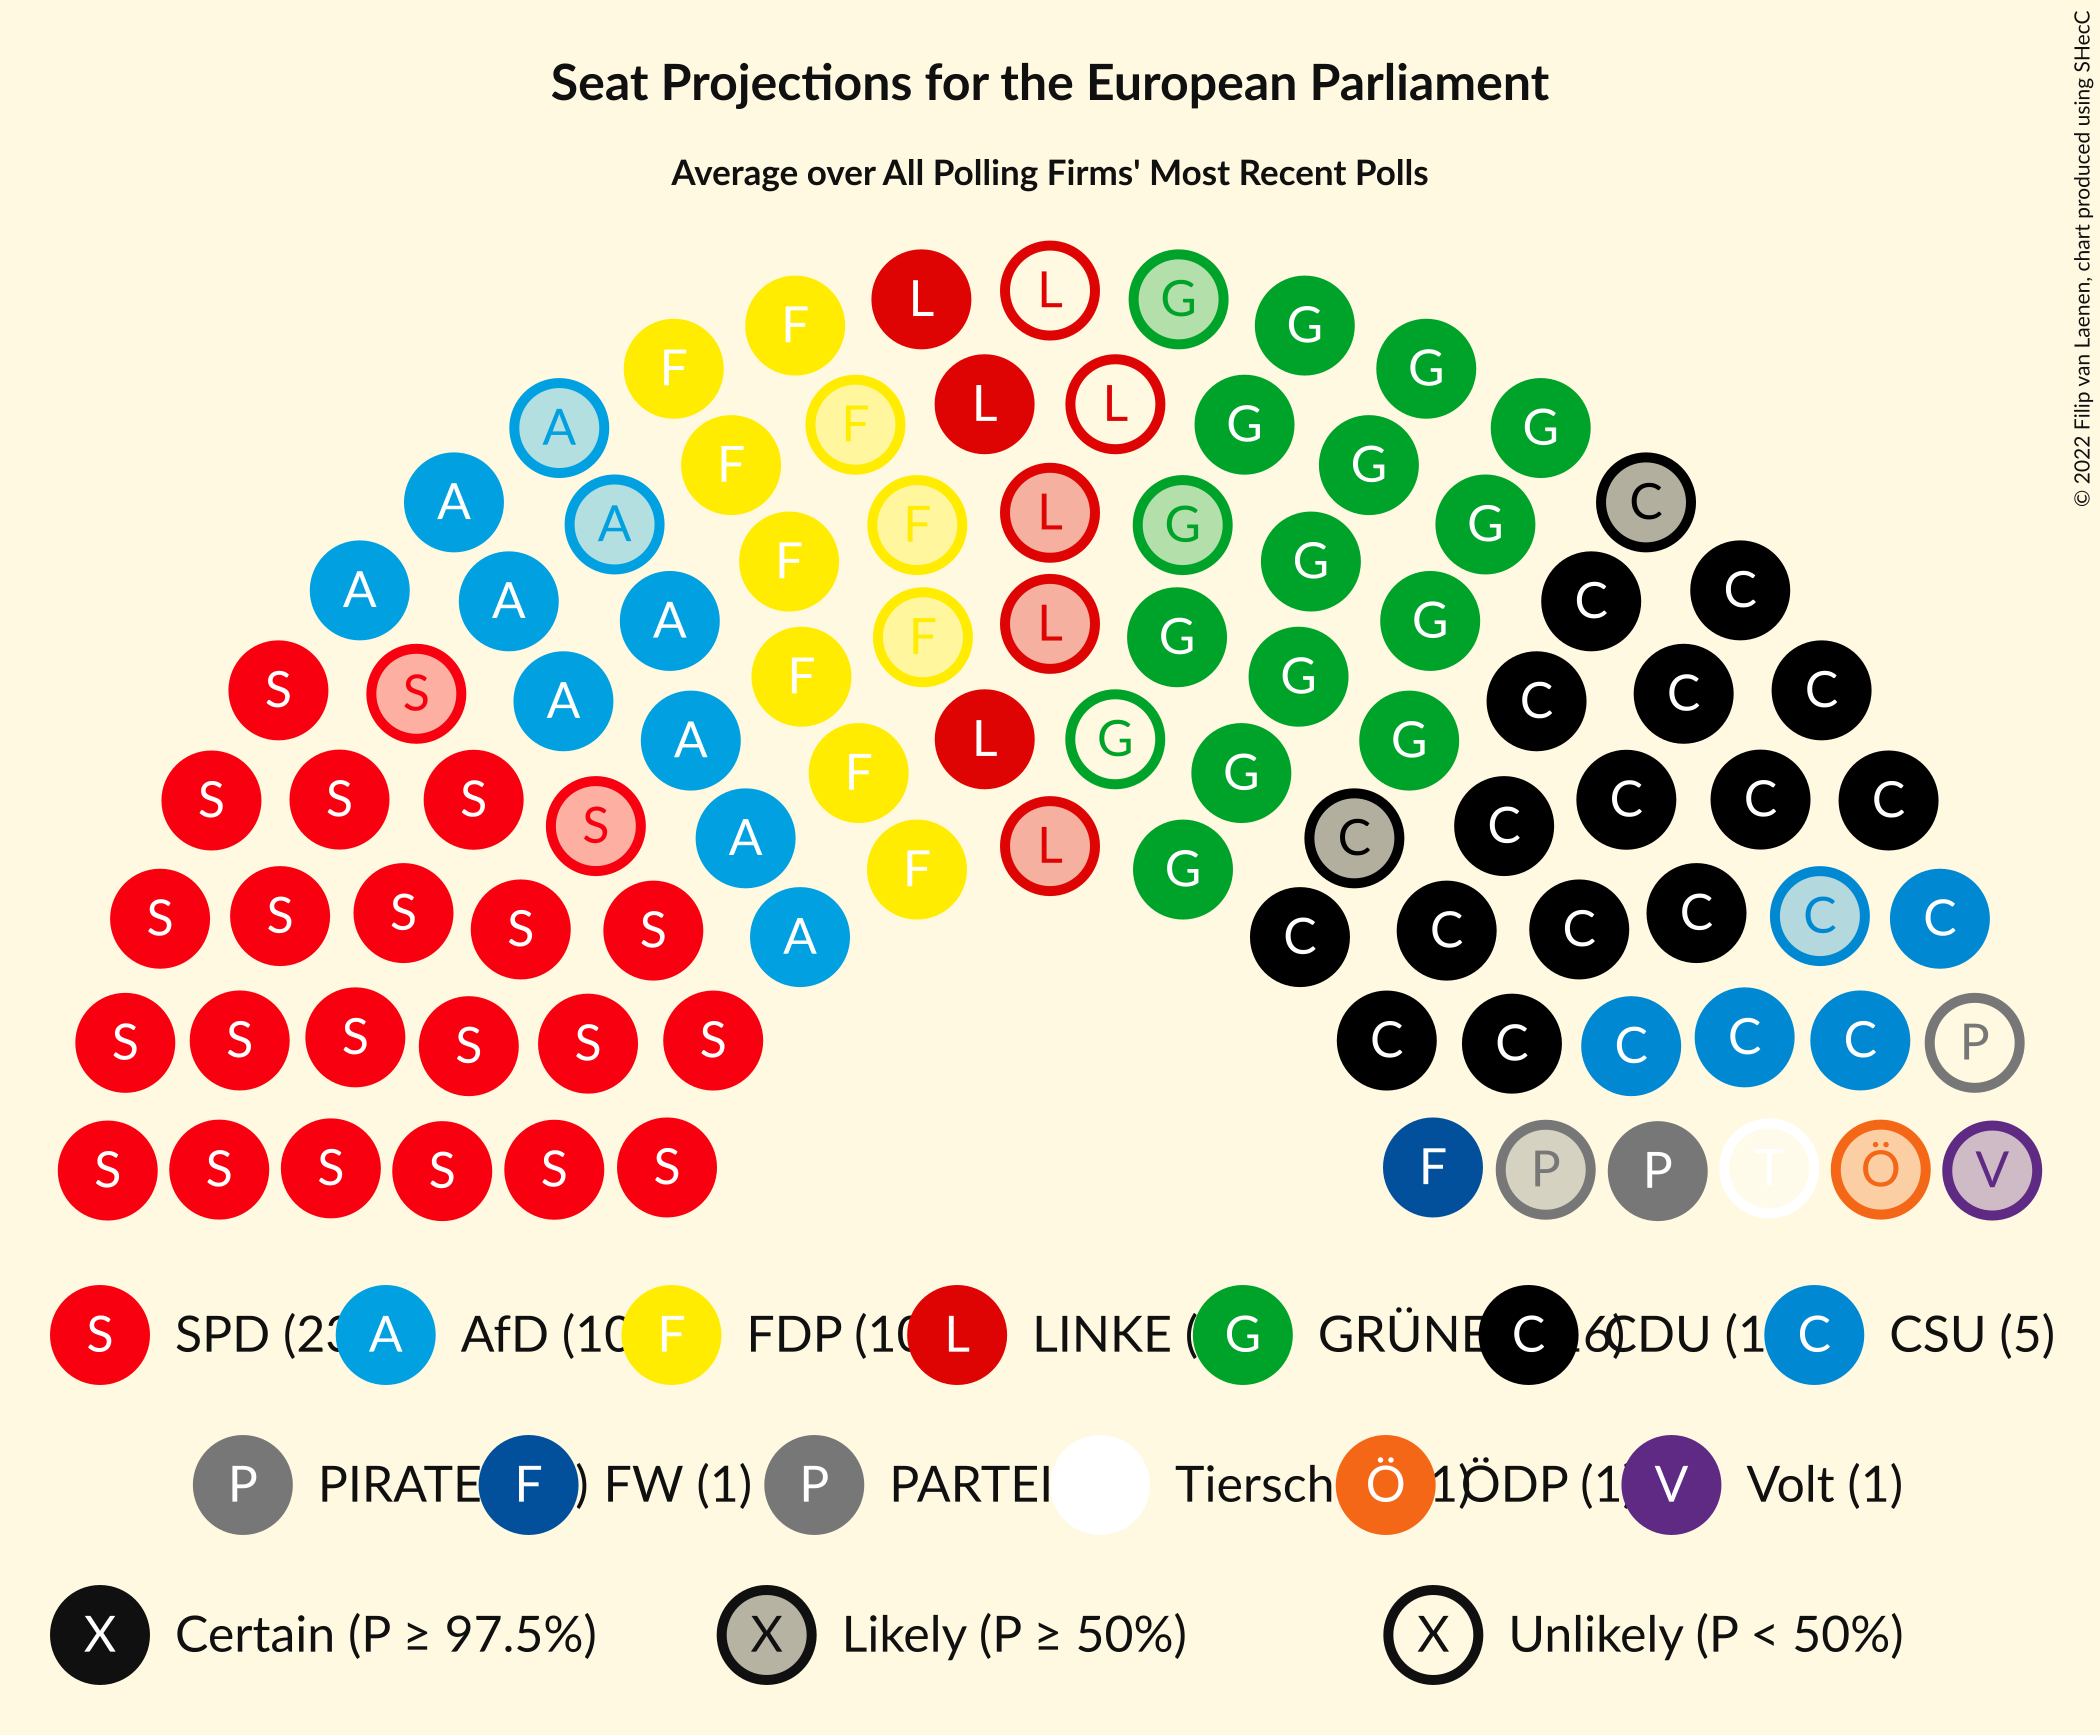 Seat Projections for the European Parliament
Average over All Polling Firms' Most Recent Polls
© 2022 Filip van Laenen, chart produced using SHecC
L L G
F F L G G
F L L G G
A F F G G G
A A F F L G G G C
A A A F F L G G G C C
S S A A F F L G G G C C C C
S S S S A F G C C C C C
S S S S S A F L G C C C C C C
S S S S S S C C C C C P
S S S S S S F P P T Ö V
S SPD (23 A AfD (10 F FDP (10 L LINKE ( G GRÜNE C 6) CDU (1 C CSU (5)
P PIRATE F ) FW (1) P PARTEI Tiersch Ö 1) ÖDP (1) V Volt (1)
X Certain (P ≥ 97.5%) X Likely (P ≥ 50%) X Unlikely (P < 50%)